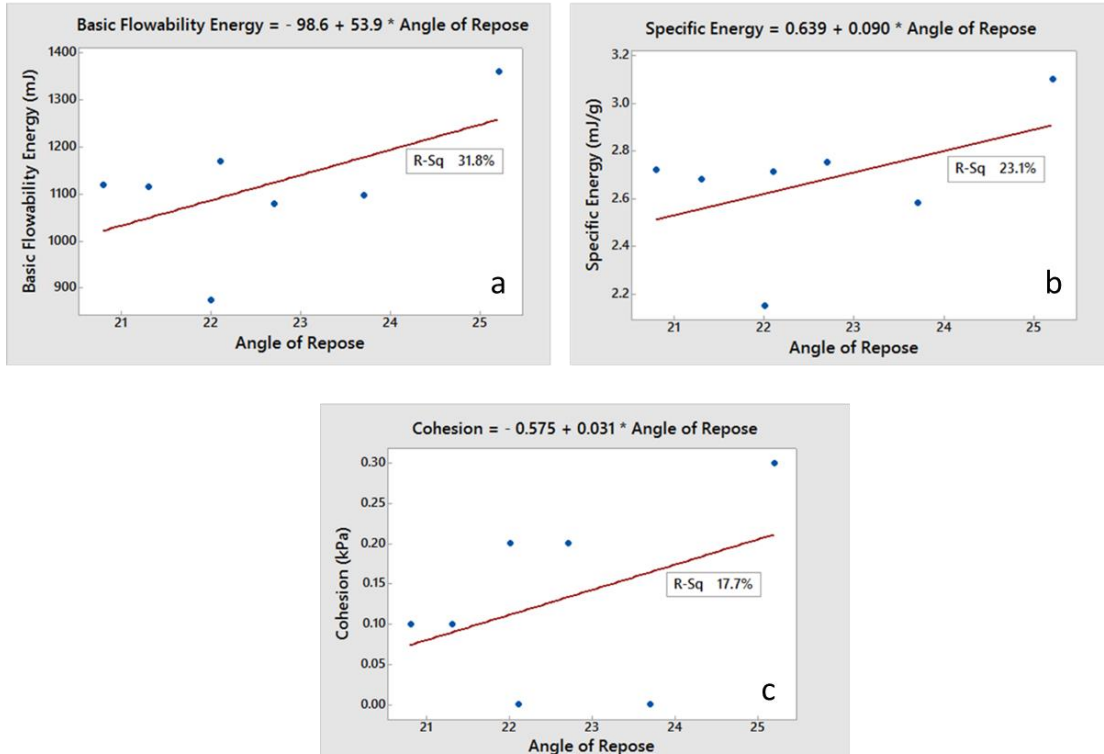 Basic Flowability Energy = - 98.6 + 53.9 * Angle of Repose
Basic Flowability Energy (mJ)
1400
1300
1200
1100
1000
900
R-Sq 31.8%
a
21 22 23 24 25
Angle of Repose
Specific Energy = 0.639 + 0.090 * Angle of Repose
Specific Energy (mJ/g)
3.2
3.0
2.8
2.6
2.4
2.2
R-Sq 23.1%
b
21 22 23 24 25
Angle of Repose
Cohesion = - 0.575 + 0.031 * Angle of Repose
Cohesion (kPa)
0.30
0.25
0.20
0.15
0.10
0.05
0.00
R-Sq 17.7%
c
21 22 23 24 25
Angle of Repose